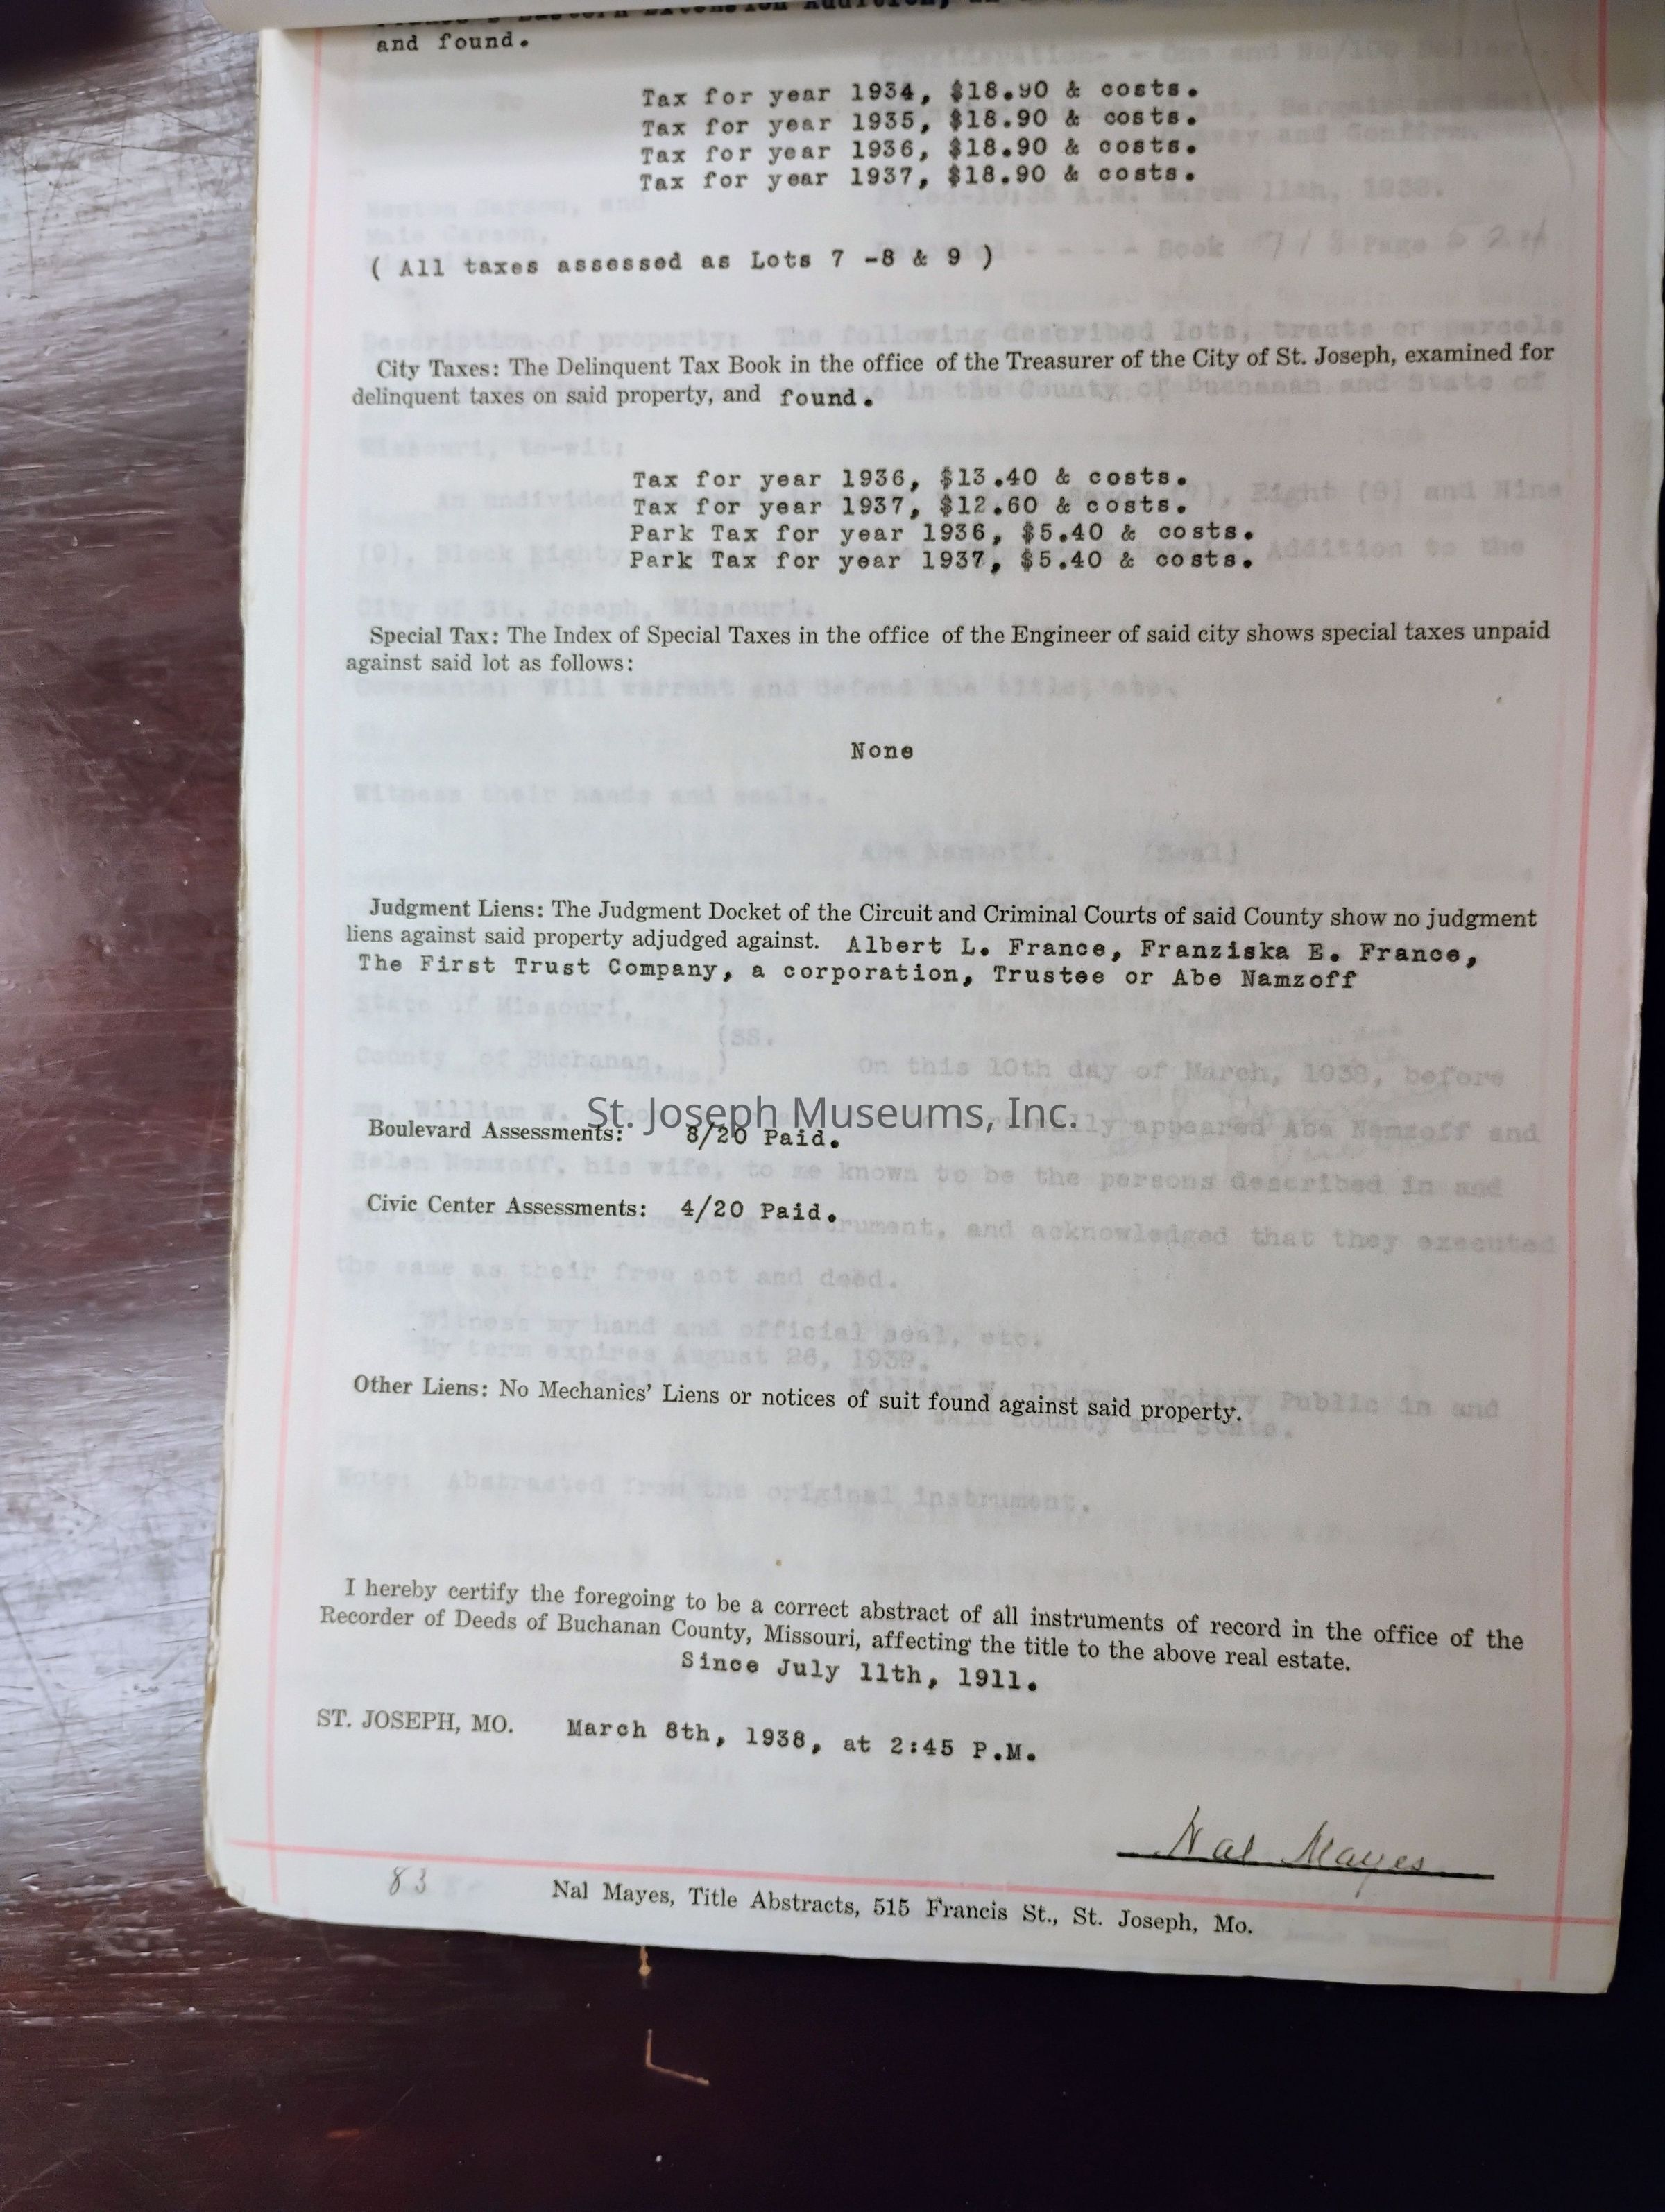 and found.
Tax for year 1934, $18.90 & costs.
Tax for year 1935, $18.90 & costs.
Tax for year 1936, $18.90 & costs.
Tax for year 1937, $18.90 & costs.
( All taxes assessed as Lots 7 -8 & 9 )
City Taxes: The Delinquent Tax Book in the office of the Treasurer of the City of St. Joseph, examined for
delinquent taxes on said property, and found.
Tax for year 1936, $13.40 & costs.
Tax for year 1937, $12.60 & costs.
Park Tax for year 1936, $5.40 & costs.
Park Tax for year 1937, $5.40 & costs.
Special Tax: The Index of Special Taxes in the office of the Engineer of said city shows special taxes unpaid
against said lot as follows:
None
Judgment Liens: The Judgment Docket of the Circuit and Criminal Courts of said County show no judgment
liens against said property adjudged against. Albert L. France, Franziska E. France,
The First Trust Company, a corporation, Trustee or Abe Namzoff
St. Joseph Museums, Inc.
Boulevard Assessments: 8/20 Paid.
Civic Center Assessments: 4/20 Paid.
Other Liens: No Mechanics' Liens or notices of suit found against said property.
I hereby certify the foregoing to be a correct abstract of all instruments of record in the office of the
Recorder of Deeds of Buchanan County, Missouri, affecting the title to the above real estate.
Since July 11th, 1911.
ST. JOSEPH, MO. March 8th, 1938, at 2:45 P.M.
Nal Mayes
83
Nal Mayes, Title Abstracts, 515 Francis St., St. Joseph, Mo.